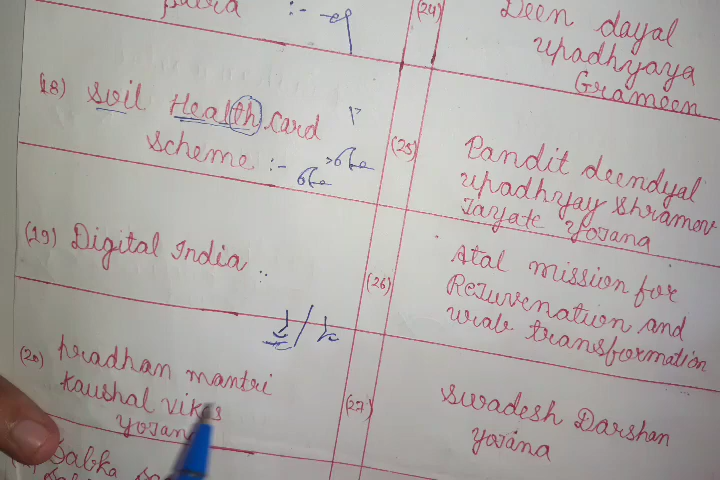 patra :-
(18) Soil Health Card
Scheme :-
(19) Digital India
(20) Pradhan mantri
Kaushal Vikas
Yojana
Sabka
(24) Deen dayal
Upadhyaya
Grameen
(25) Pandit deendyal
Upadhyay Shramev
Jayate Yojana
(26) Atal mission for
Rejuvenation and
urab transformation
(27) Swadesh Darshan
Yojana